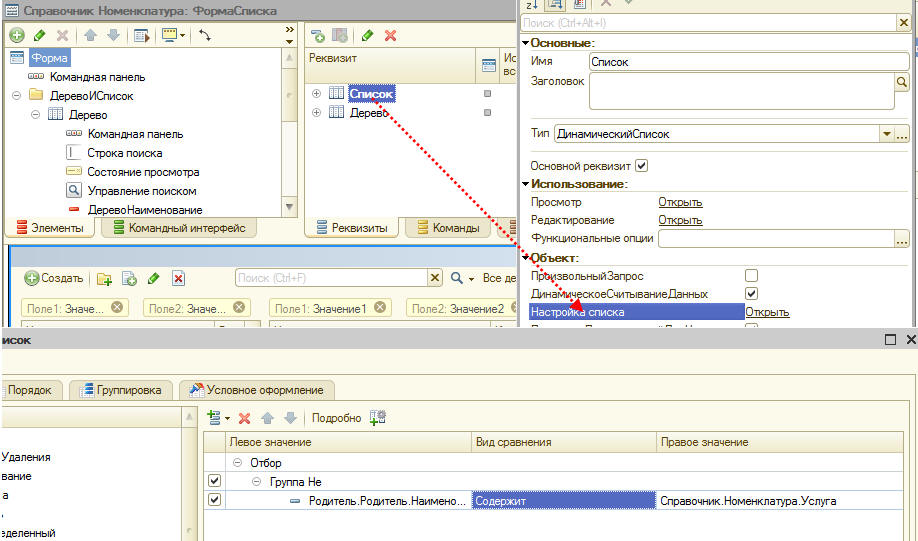 Справочник Номенклатура: ФормаСписка
Форма
Командная панель
ДеревоИСписок
Дерево
Командная панель
Строка поиска
Состояние просмотра
Управление поиском
ДеревоНаименование
Элементы
Командный интерфейс
Реквизит
Ис
вс
Список
Дерево
Реквизиты
Команды
Поиск (Ctrl+Alt+I)
Основные:
Имя
Список
Заголовок
Тип
ДинамическийСписок
Основной реквизит
Использование:
Просмотр
Открыть
Редактирование
Открыть
Функциональные опции
Объект:
ПроизвольныйЗапрос
ДинамическоеСчитываниеДанных
Настройка списка
Открыть
Создать
Поиск (Ctrl+F)
Все де
Поле1: Значе...
Поле2: Значе...
Поле1: Значение1
Поле2: Значение2
исок
Порядок
Группировка
Условное оформление
Подробно
Левое значение
Вид сравнения
Правое значение
Отбор
Группа Не
Родитель.Родитель.Наимено...
Содержит
Справочник.Номенклатура.Услуга
Удаления
вание
а
еделенный